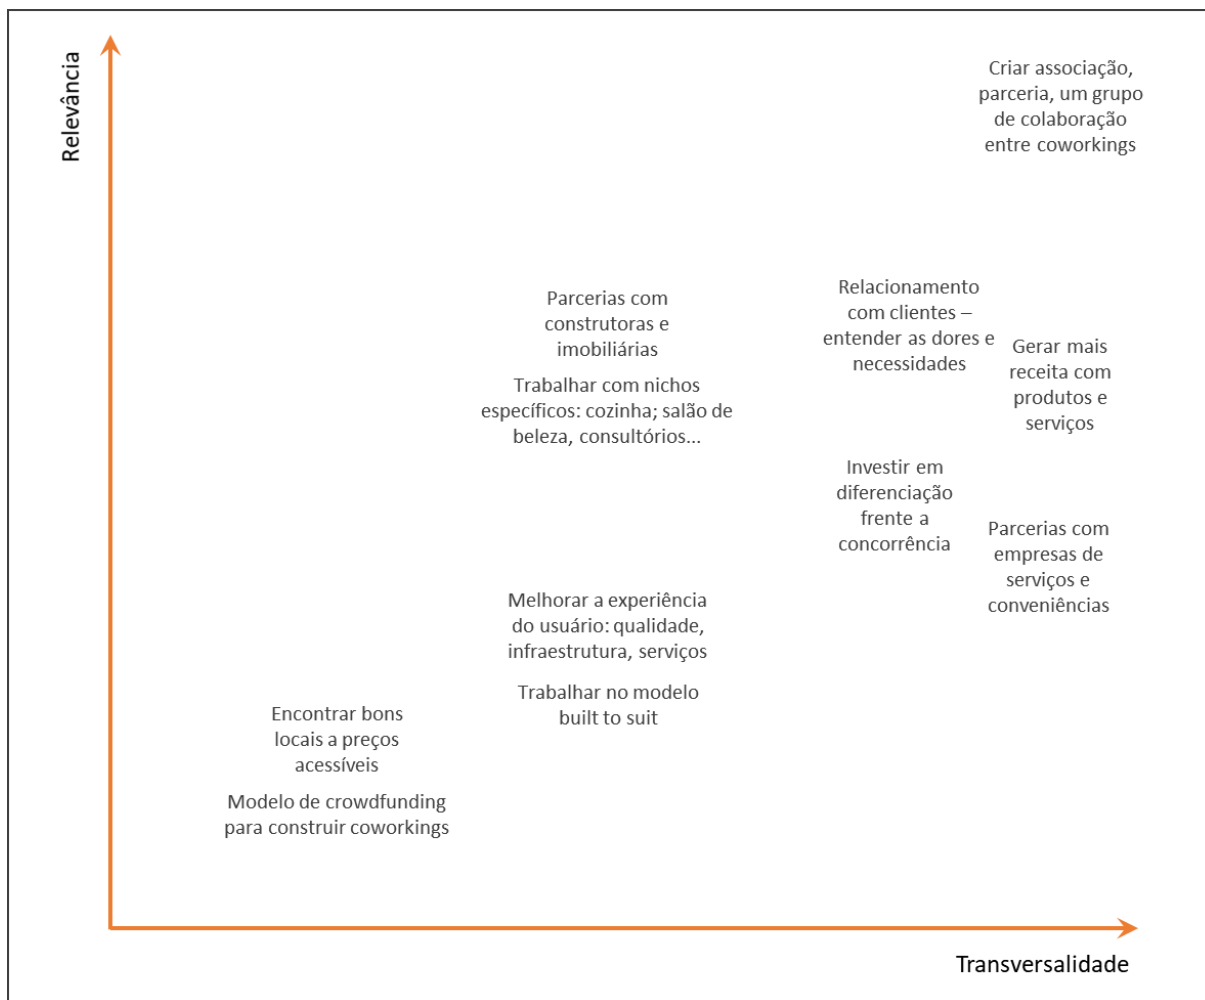 Relevância
Criar associação,
parceria, um grupo
de colaboração
entre coworkings
Parcerias com
construtoras e
imobiliárias
Relacionamento
com clientes –
entender as dores e
necessidades
Gerar mais
receita com
produtos e
serviços
Trabalhar com nichos
específicos: cozinha; salão de
beleza, consultórios...
Investir em
diferenciação
frente a
concorrência
Parcerias com
empresas de
serviços e
conveniências
Melhorar a experiência
do usuário: qualidade,
infraestrutura, serviços
Trabalhar no modelo
built to suit
Encontrar bons
locais a preços
acessíveis
Modelo de crowdfunding
para construir coworkings
Transversalidade